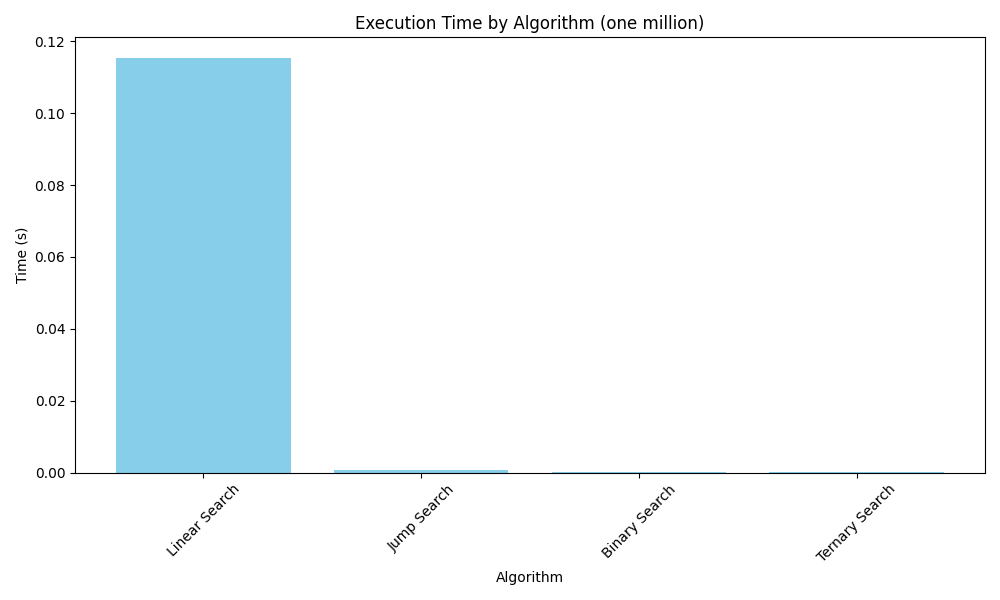 Execution Time by Algorithm (one million)
0.12
0.10
0.08
0.06
0.04
0.02
0.00
Time (s)
Linear Search
Jump Search
Binary Search
Ternary Search
Algorithm